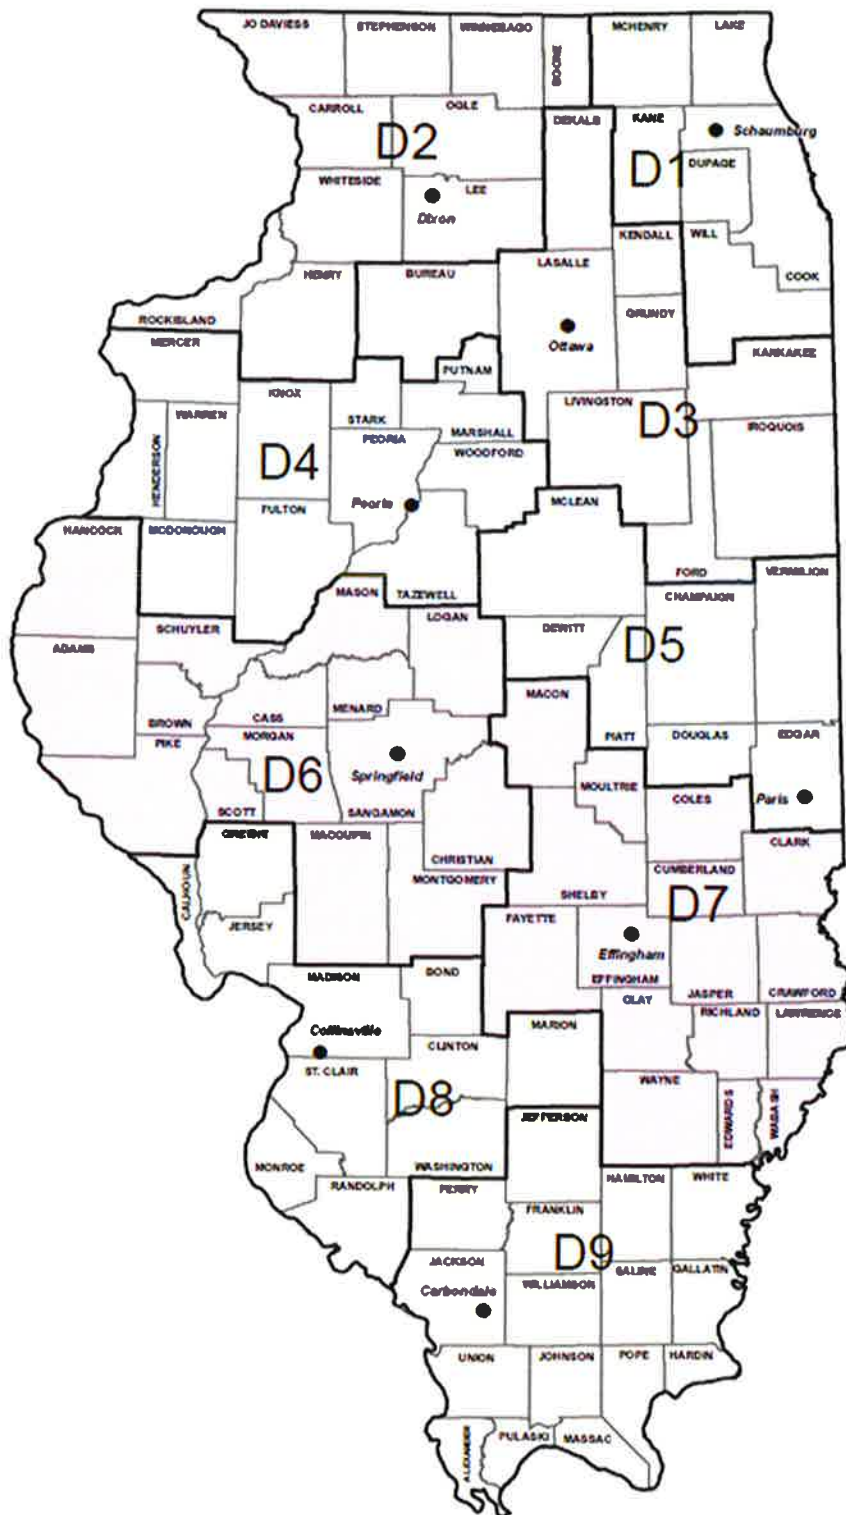 JO DAVIESS
STEPHENSON
WINNEBAGO
BOONE
MCHENRY
LAKE
CARROLL
OGLE
DEKALB
KANE
Schaumburg
D2
D1
DUPAGE
WHITESIDE
LEE
Dixon
KENDALL
WILL
HENRY
BUREAU
LASALLE
COOK
ROCK ISLAND
GRUNDY
Ottawa
MERCER
PUTNAM
KANKAKEE
KNOX
STARK
LIVINGSTON
WARREN
MARSHALL
D3
IROQUOIS
HENDERSON
PEORIA
WOODFORD
D4
Peoria
MCLEAN
FULTON
HANCOCK
MCDONOUGH
FORD
VERMILION
MASON
TAZEWELL
CHAMPAIGN
SCHUYLER
LOGAN
DEWITT
ADAMS
D5
MENARD
MACON
BROWN
CASS
PIKE
MORGAN
PIATT
DOUGLAS
EDGAR
Springfield
D6
MOULTRIE
COLES
Paris
SCOTT
SANGAMON
GREENE
MACOUPIN
CLARK
CHRISTIAN
CALHOUN
MONTGOMERY
CUMBERLAND
SHELBY
D7
JERSEY
FAYETTE
Effingham
MADISON
BOND
EFFINGHAM
JASPER
CRAWFORD
CLAY
RICHLAND
LAWRENCE
Collinsville
MARION
CLINTON
ST. CLAIR
WAYNE
D8
EDWARDS
WABASH
JEFFERSON
MONROE
WASHINGTON
RANDOLPH
PERRY
HAMILTON
WHITE
FRANKLIN
D9
JACKSON
SALINE
GALLATIN
Carbondale
WILLIAMSON
UNION
JOHNSON
POPE
HARDIN
ALEXANDER
PULASKI
MASSAC